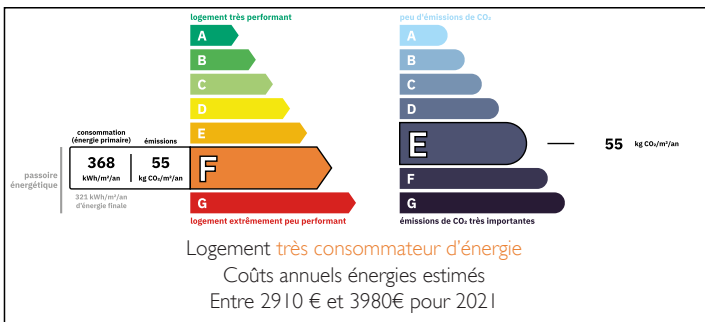 logement très performant
A
B
C
D
E
consommation
(énergie primaire)
émissions
passoire
énergétique
368
kWh/m²/an
55
kg CO₂/m²/an
F
321 kWh/m²/an
d'énergie finale
G
logement extrêmement peu performant
peu d'émissions de CO₂
A
B
C
D
E
55 kg CO₂/m²/an
F
G
émissions de CO₂ très importantes
Logement très consommateur d'énergie
Coûts annuels énergies estimés
Entre 2910 € et 3980€ pour 2021